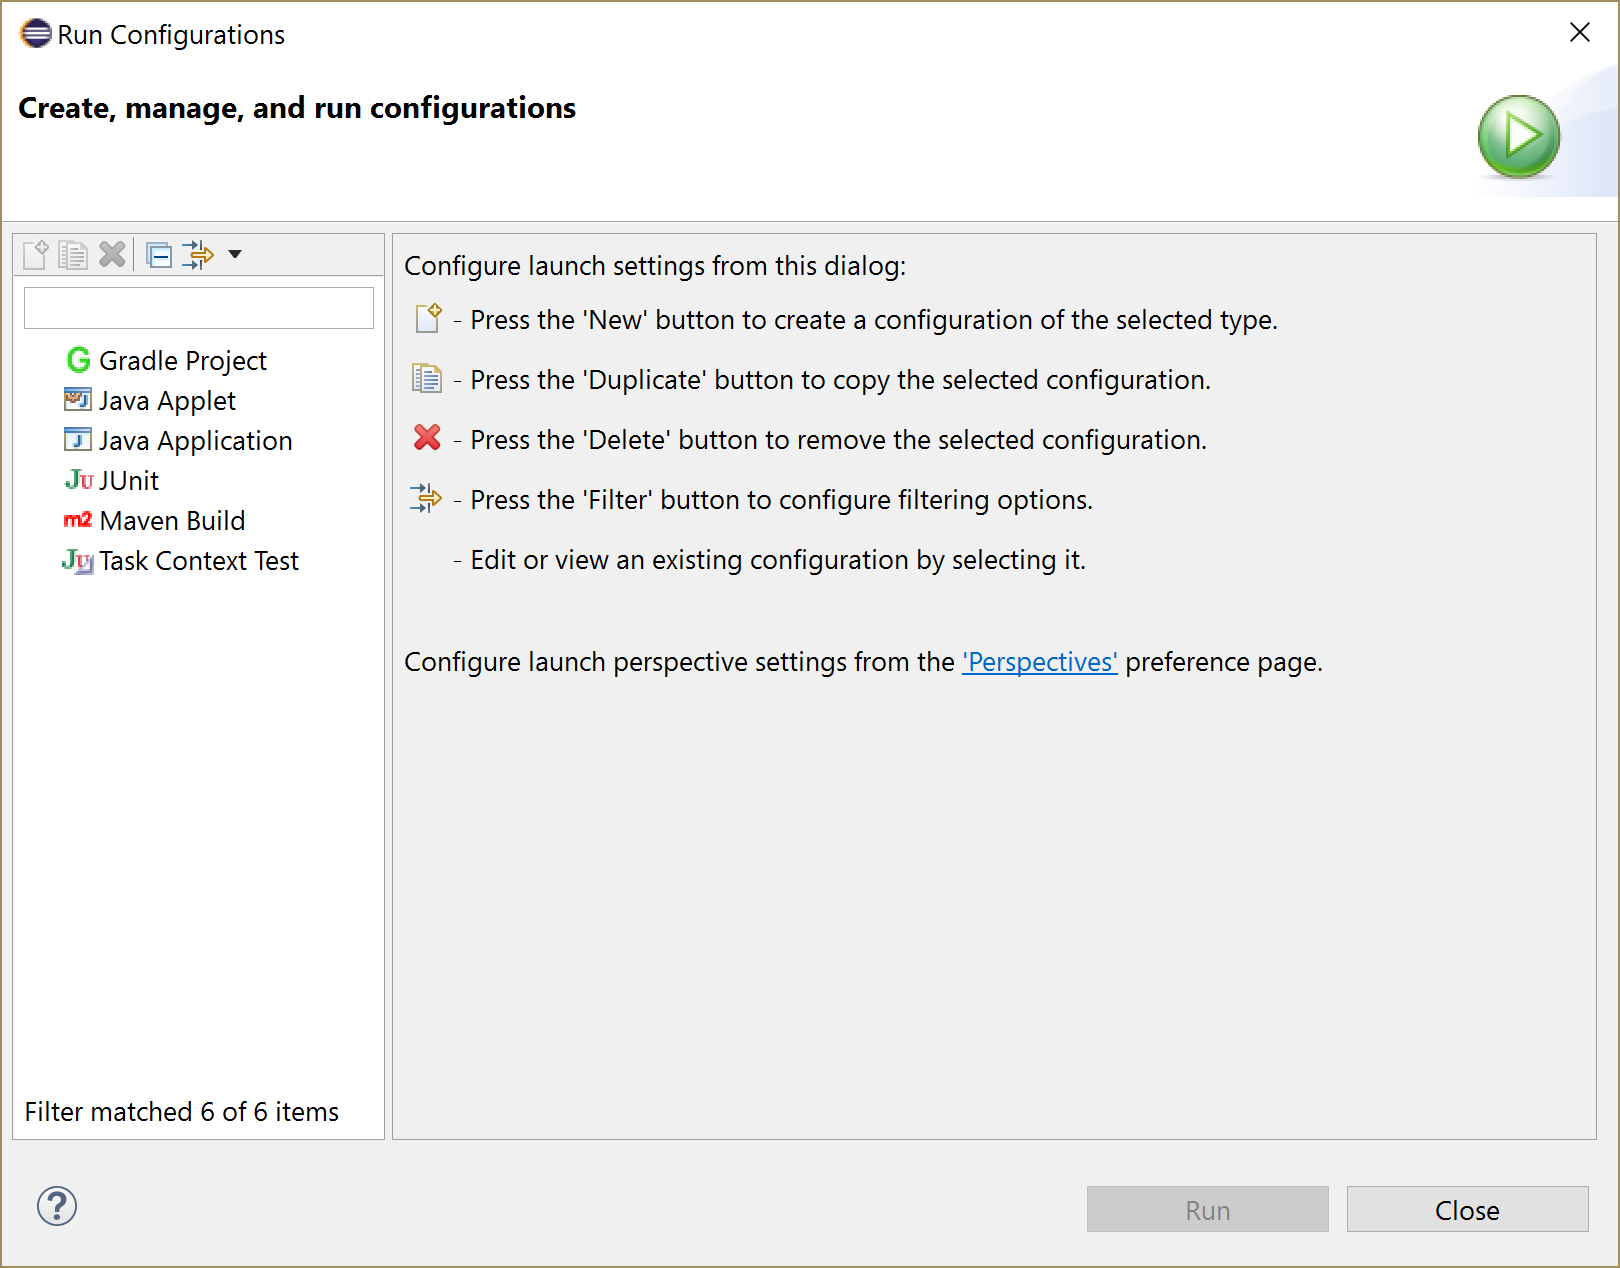 Run Configurations
Create, manage, and run configurations
Gradle Project
Java Applet
Java Application
JUnit
Maven Build
Task Context Test
Filter matched 6 of 6 items
Configure launch settings from this dialog:
- Press the 'New' button to create a configuration of the selected type.
- Press the 'Duplicate' button to copy the selected configuration.
- Press the 'Delete' button to remove the selected configuration.
- Press the 'Filter' button to configure filtering options.
- Edit or view an existing configuration by selecting it.
Configure launch perspective settings from the 'Perspectives' preference page.
Run
Close